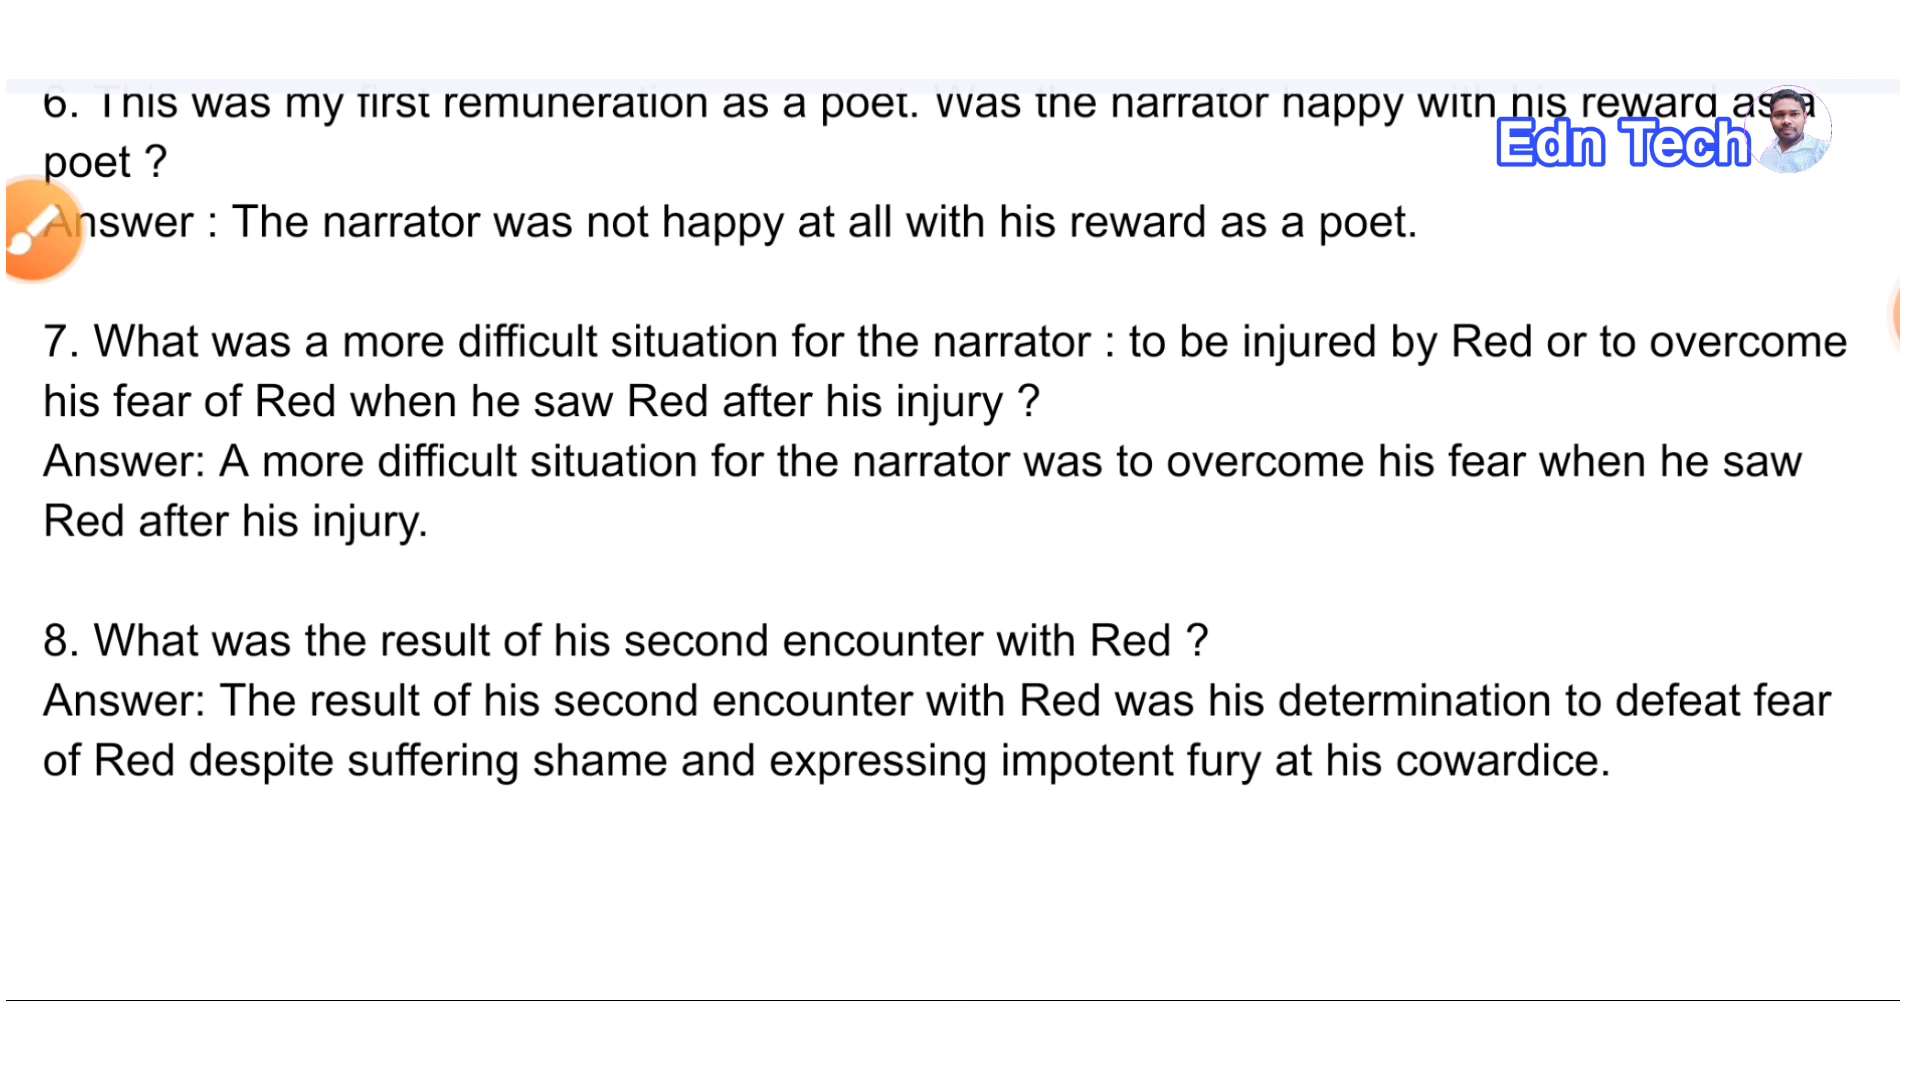 6. This was my first remuneration as a poet. Was the narrator happy with his reward as a
Edn Tech
poet ?
Answer : The narrator was not happy at all with his reward as a poet.
7. What was a more difficult situation for the narrator : to be injured by Red or to overcome
his fear of Red when he saw Red after his injury ?
Answer: A more difficult situation for the narrator was to overcome his fear when he saw
Red after his injury.
8. What was the result of his second encounter with Red ?
Answer: The result of his second encounter with Red was his determination to defeat fear
of Red despite suffering shame and expressing impotent fury at his cowardice.